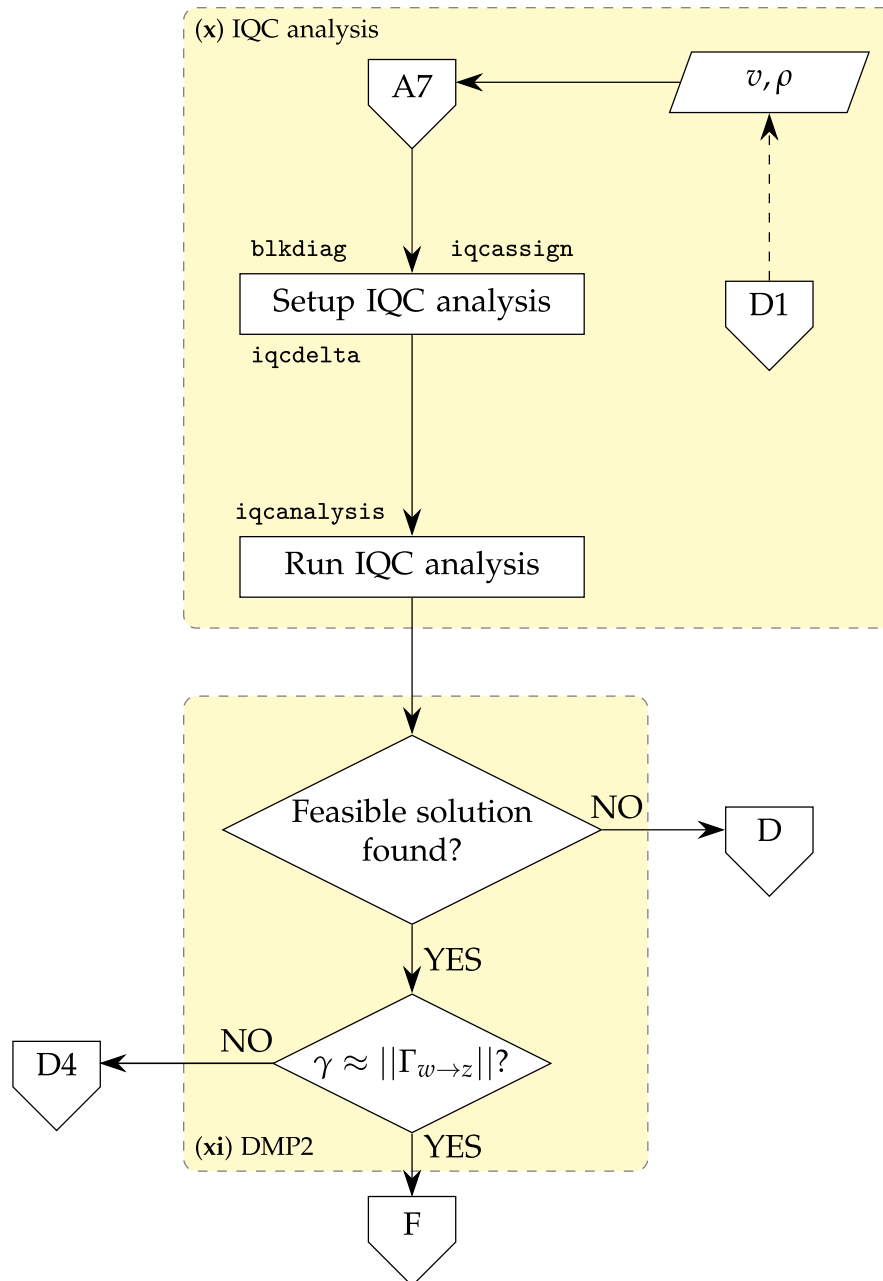 (x) IQC analysis
A7
v, ρ
blkdiag
iqcassign
Setup IQC analysis
D1
iqcdelta
iqcanalysis
Run IQC analysis
Feasible solution
found?
NO
D
YES
NO
D4
γ ≈ ||Γw→z||?
(xi) DMP2
YES
F